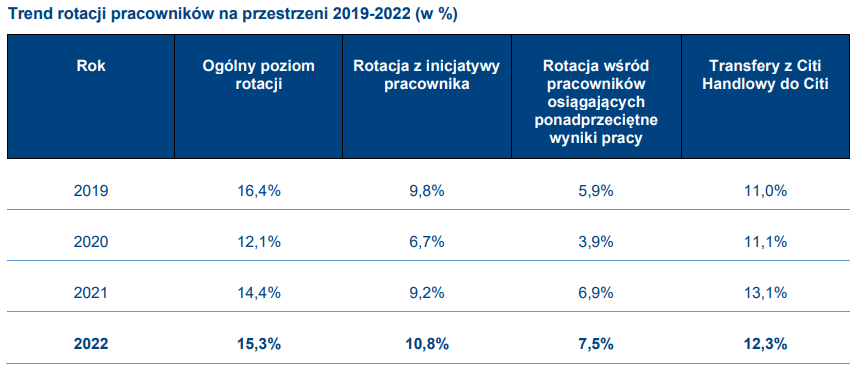 Trend rotacji pracowników na przestrzeni 2019-2022 (w %)
Rok
Ogólny poziom
rotacji
Rotacja z inicjatywy
pracownika
Rotacja wśród
pracowników
osiągających
ponadprzeciętne
wyniki pracy
Transfery z Citi
Handlowy do Citi
2019 16,4% 9,8% 5,9% 11,0%
2020 12,1% 6,7% 3,9% 11,1%
2021 14,4% 9,2% 6,9% 13,1%
2022 15,3% 10,8% 7,5% 12,3%